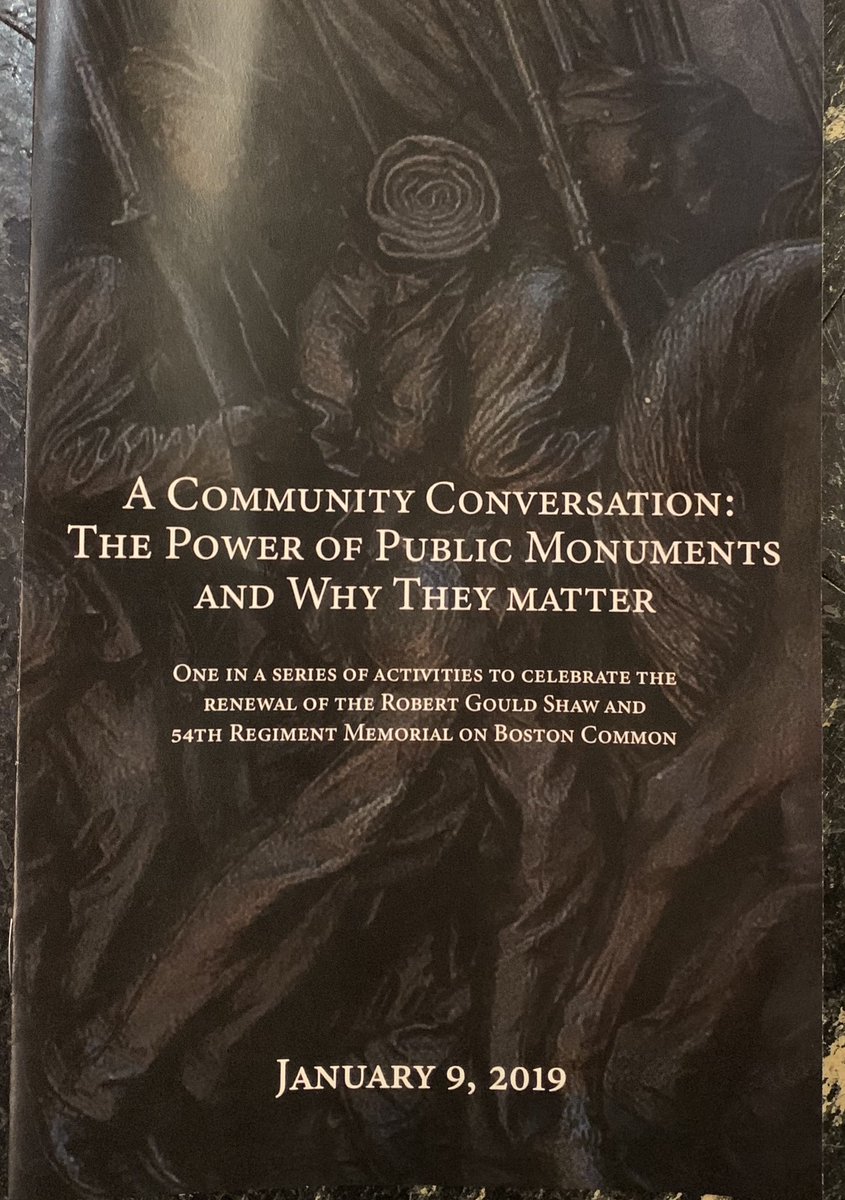 A Community Conversation:
The Power of Public Monuments
and Why They matter
One in a series of activities to celebrate the
renewal of the Robert Gould Shaw and
54th Regiment Memorial on Boston Common
January 9, 2019